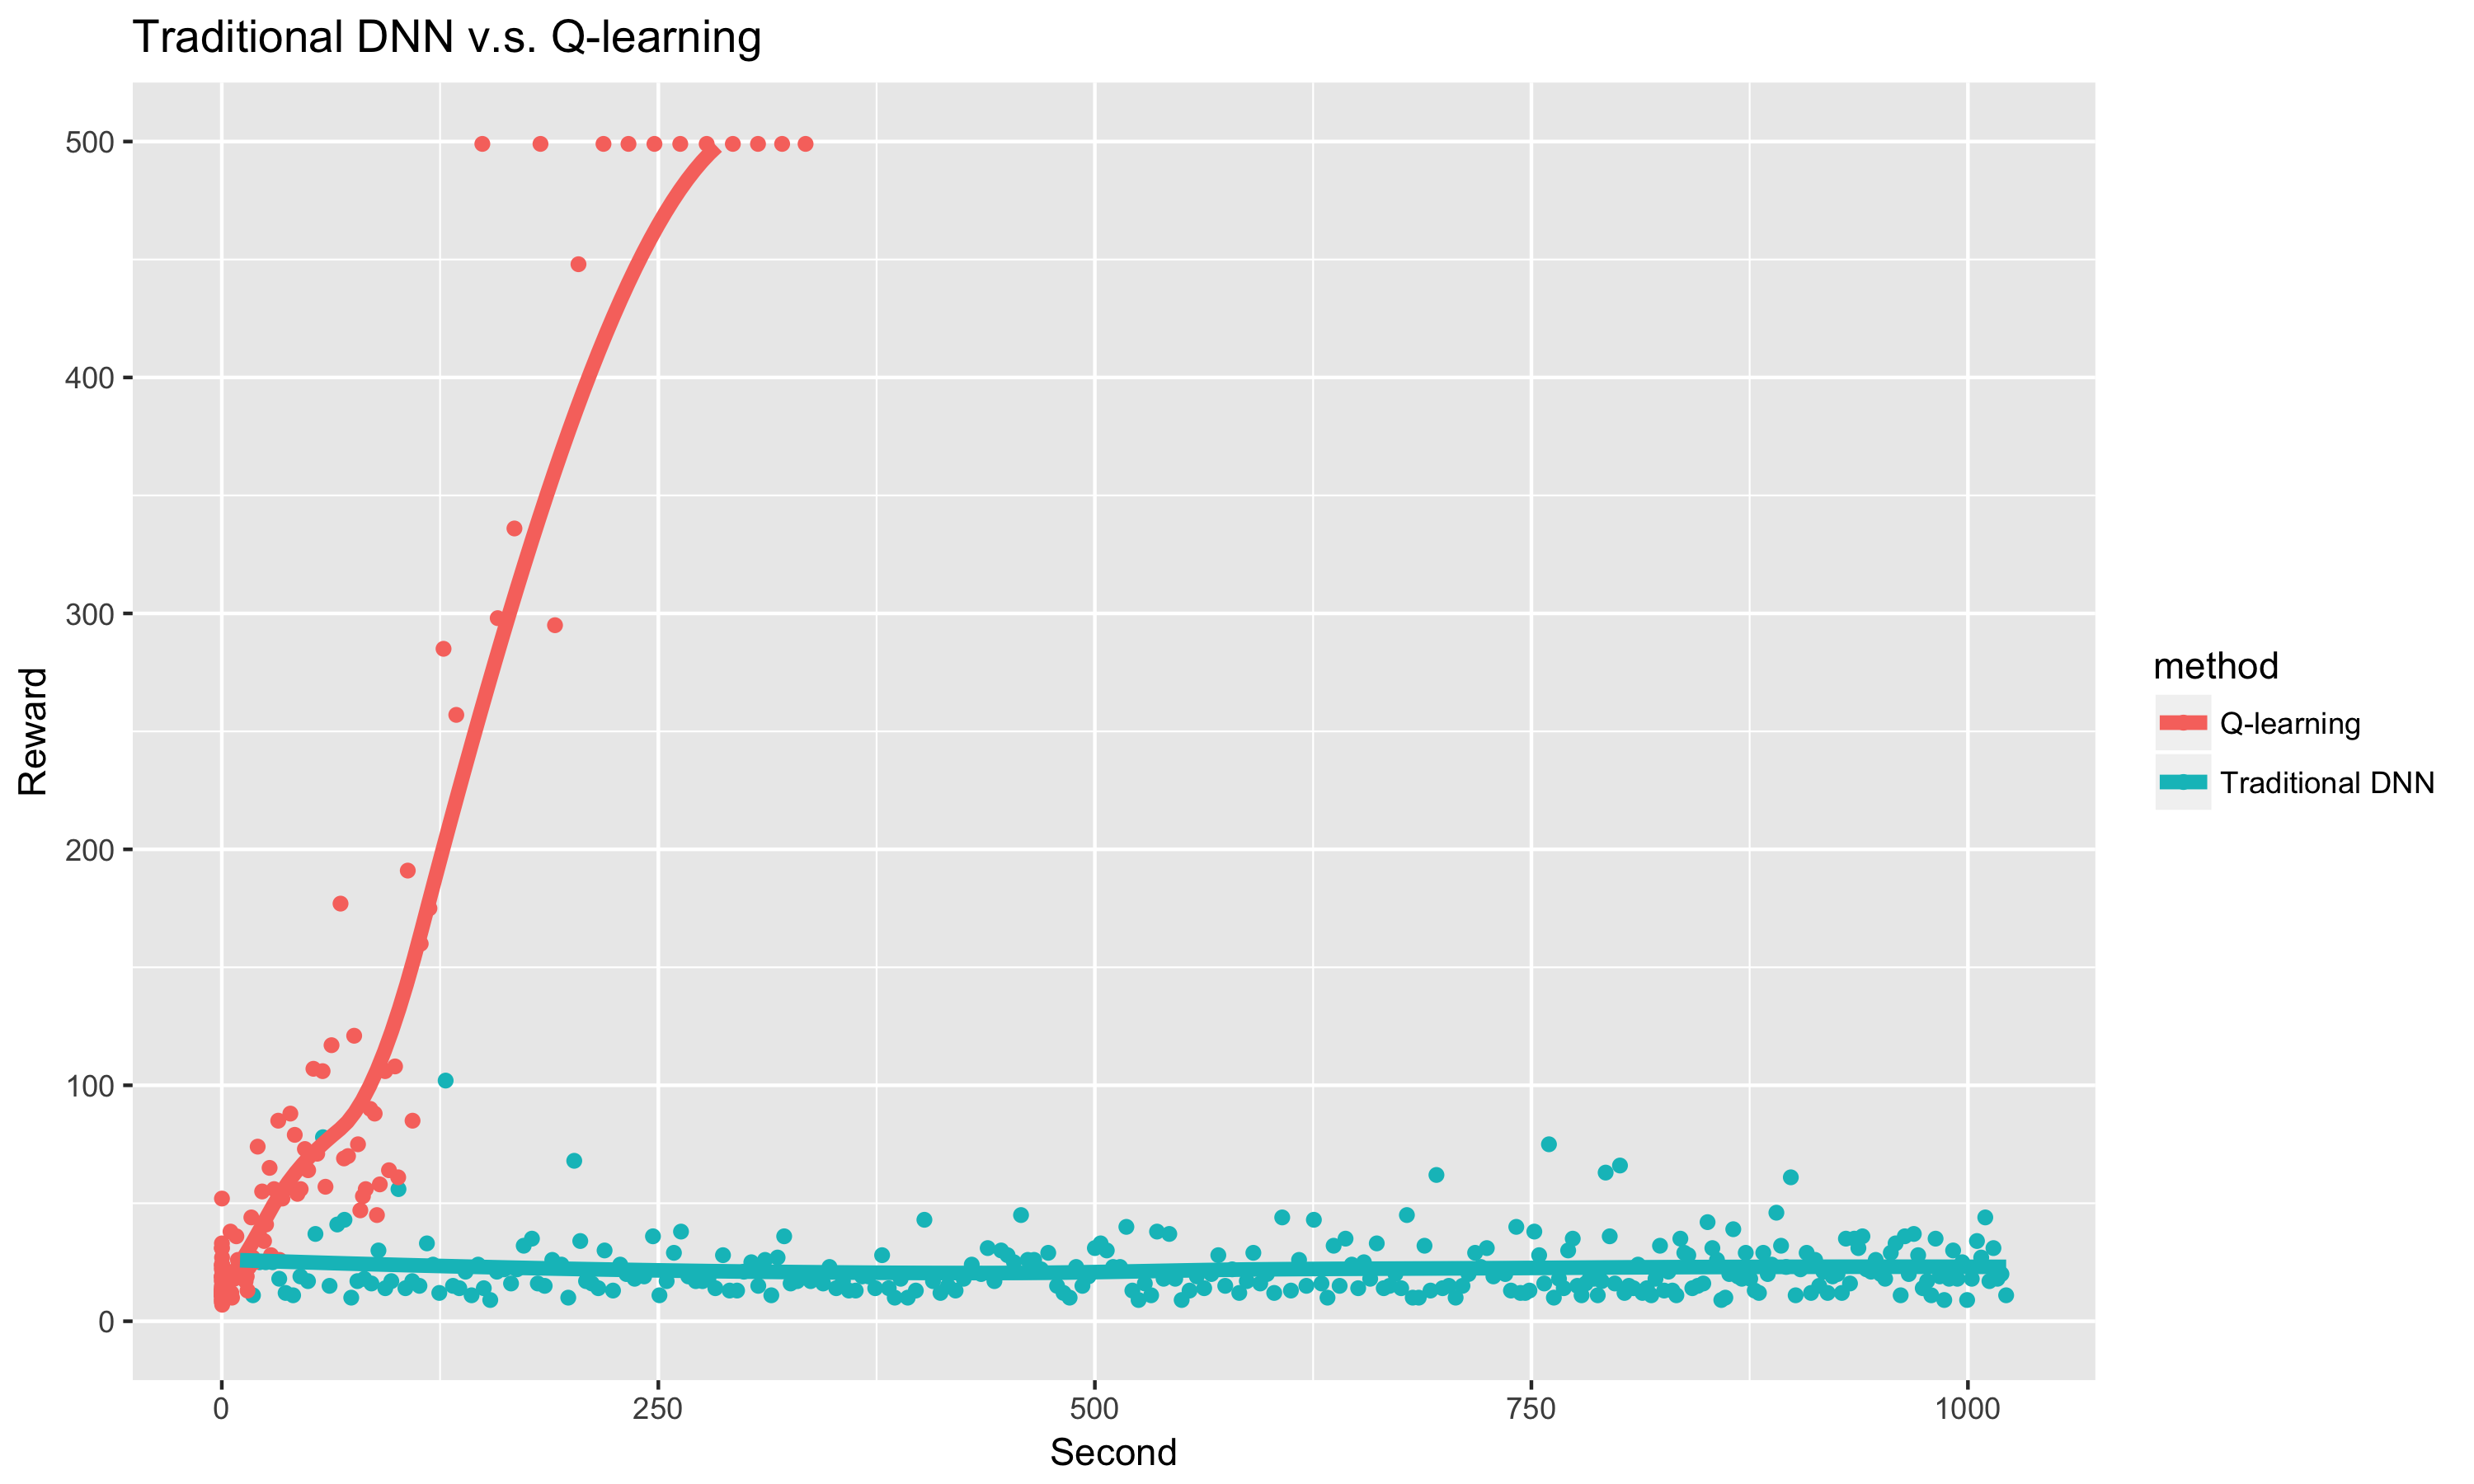 Traditional DNN v.s. Q-learning
500
400
300
200
100
0
Reward
0 250 500 750 1000
Second
method
Q-learning
Traditional DNN